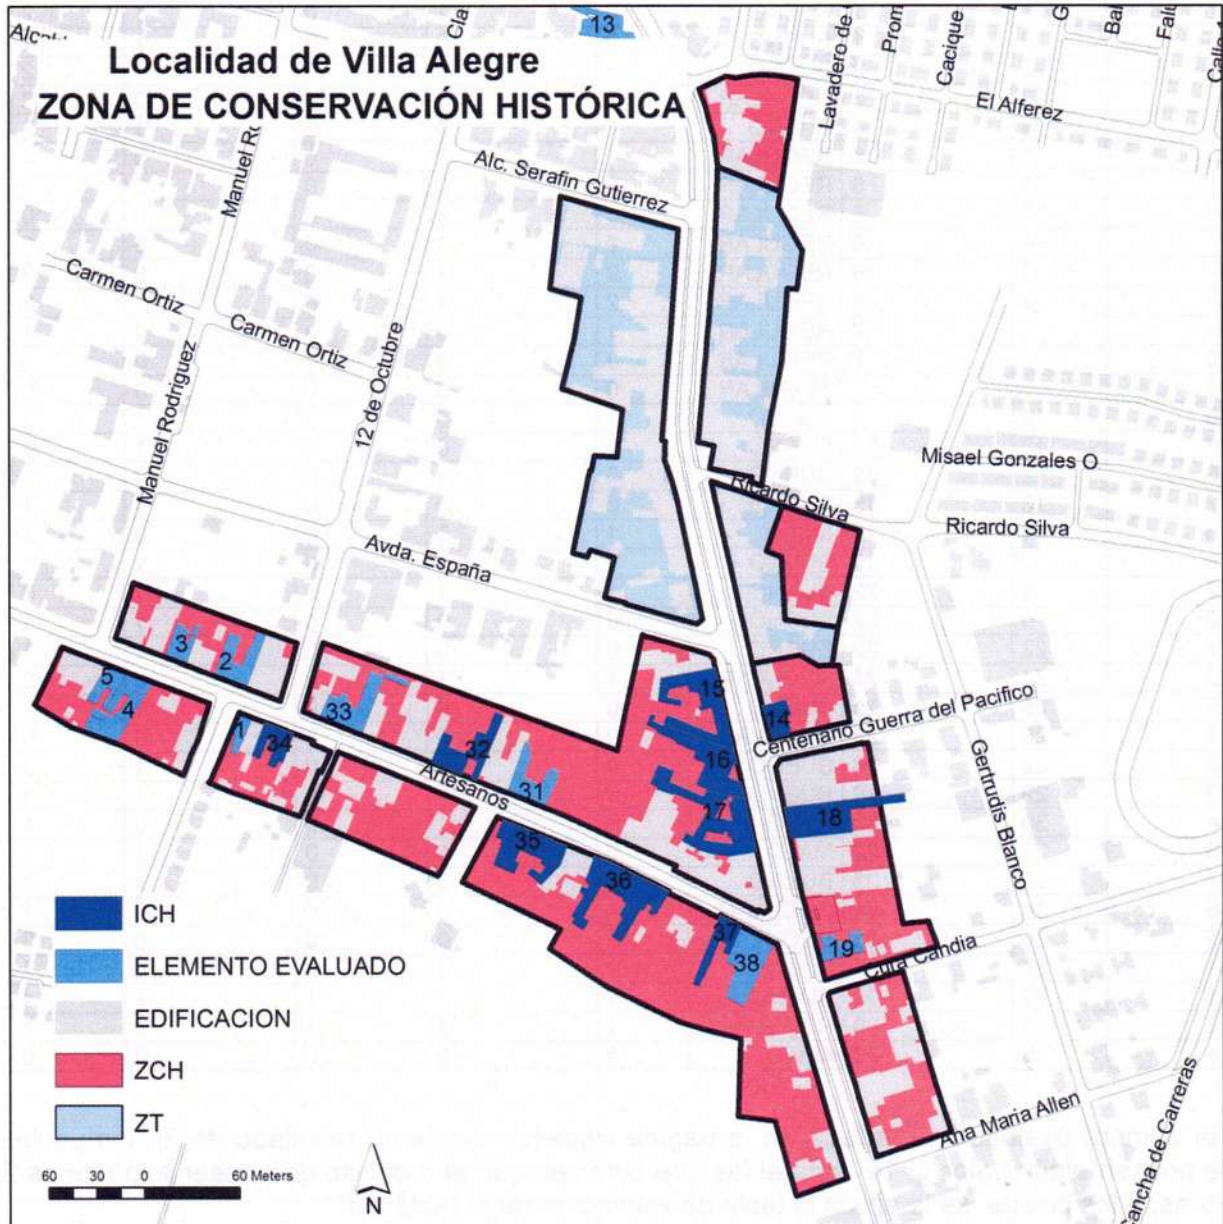 13
Localidad de Villa Alegre
ZONA DE CONSERVACIÓN HISTÓRICA
Lavadero de
Cacique
El Alferez
Alc. Serafin Gutierrez
Carmen Ortiz
Carmen Ortiz
Manuel Rodriguez
12 de Octubre
Misael Gonzales O
Ricardo Silva
Ricardo Silva
Avda. España
3
2
5
4
1
34
33
32
31
15
14
16
17
Centenario Guerra del Pacifico
Artesanos
Gertrudis Blanco
18
35
36
37
38
19
Cura Candia
Ana Maria Allen
ancha de Carreras
ICH
ELEMENTO EVALUADO
EDIFICACION
ZCH
ZT
60 30 0 60 Meters
N